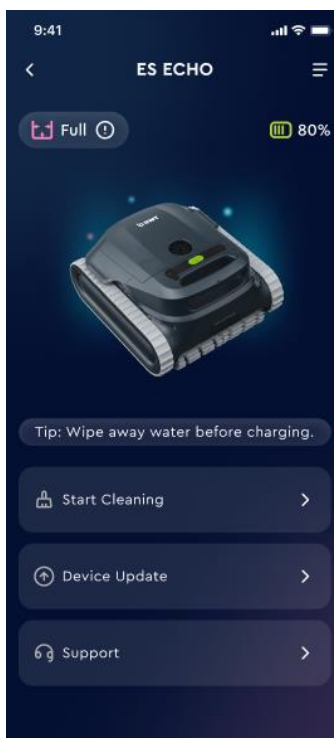 9:41
ES ECHO
Full
80%
Tip: Wipe away water before charging.
Start Cleaning
Device Update
Support